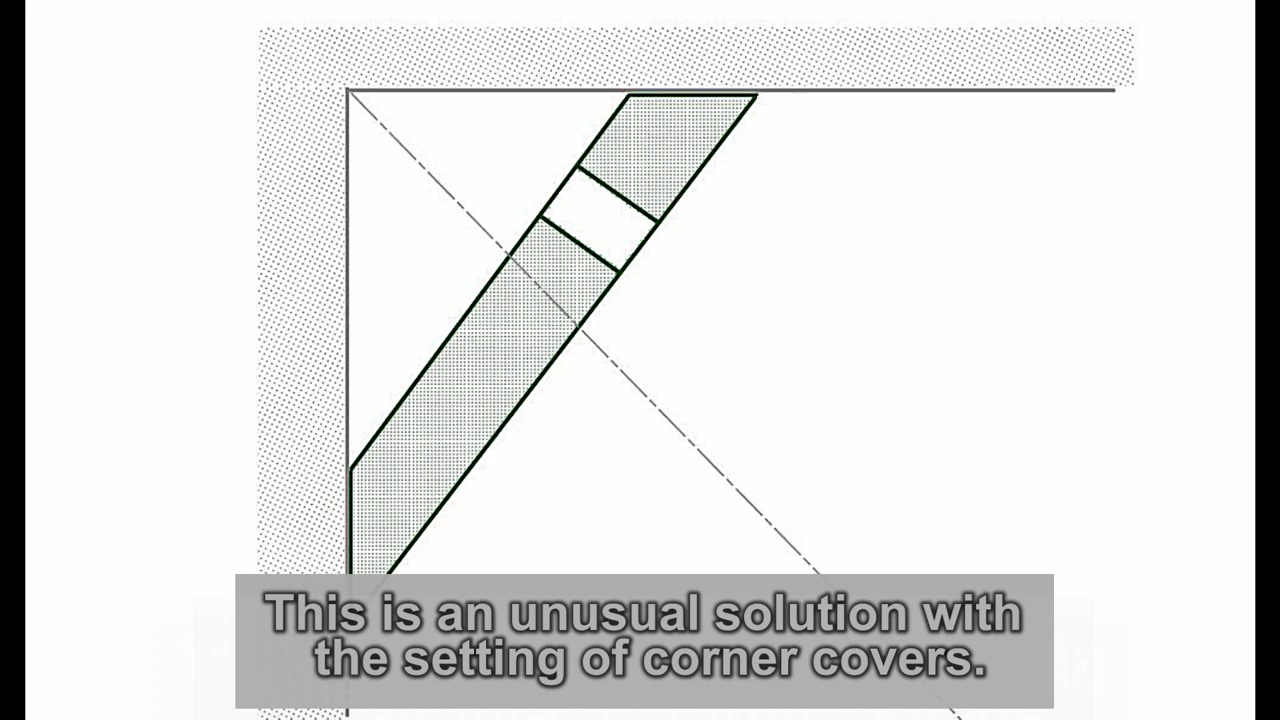 This is an unusual solution with
the setting of corner covers.